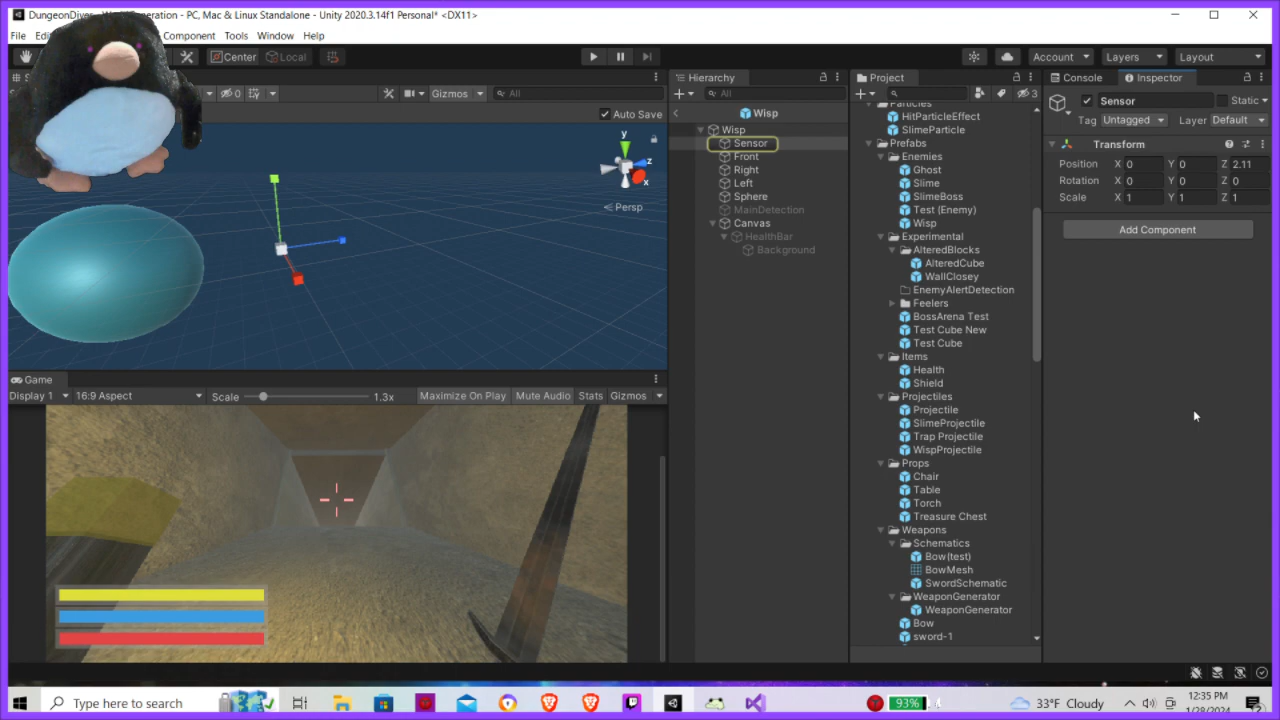 DungeonDiver - PC, Mac & Linux Standalone - Unity 2020.3.14f1 Personal* <DX11>
File Component Tools Window Help
Center Local Account Layers Layout
Hierarchy Project Console Inspector
0 Gizmos All All 3 Sensor Static
Auto Save Wisp Tag Untagged Layer Default
y z x
Persp
Wisp
Sensor
Front
Right
Left
Sphere
MainDetection
Canvas
HealthBar
Background
Particles
HitParticleEffect
SlimeParticle
Prefabs
Enemies
Ghost
Slime
SlimeBoss
Test (Enemy)
Wisp
Experimental
AlteredBlocks
AlteredCube
WallClosey
EnemyAlertDetection
Feelers
BossArena Test
Test Cube New
Test Cube
Items
Health
Shield
Projectiles
Projectile
SlimeProjectile
Trap Projectile
WispProjectile
Props
Chair
Table
Torch
Treasure Chest
Weapons
Schematics
Bow(test)
BowMesh
SwordSchematic
WeaponGenerator
WeaponGenerator
Bow
sword-1
Transform
Position X 0 Y 0 Z 2.11
Rotation X 0 Y 0 Z 0
Scale X 1 Y 1 Z 1
Add Component
Game
Display 1 16:9 Aspect Scale 1.3x Maximize On Play Mute Audio Stats Gizmos
Type here to search 93% 33°F Cloudy 12:35 PM
1/28/2024